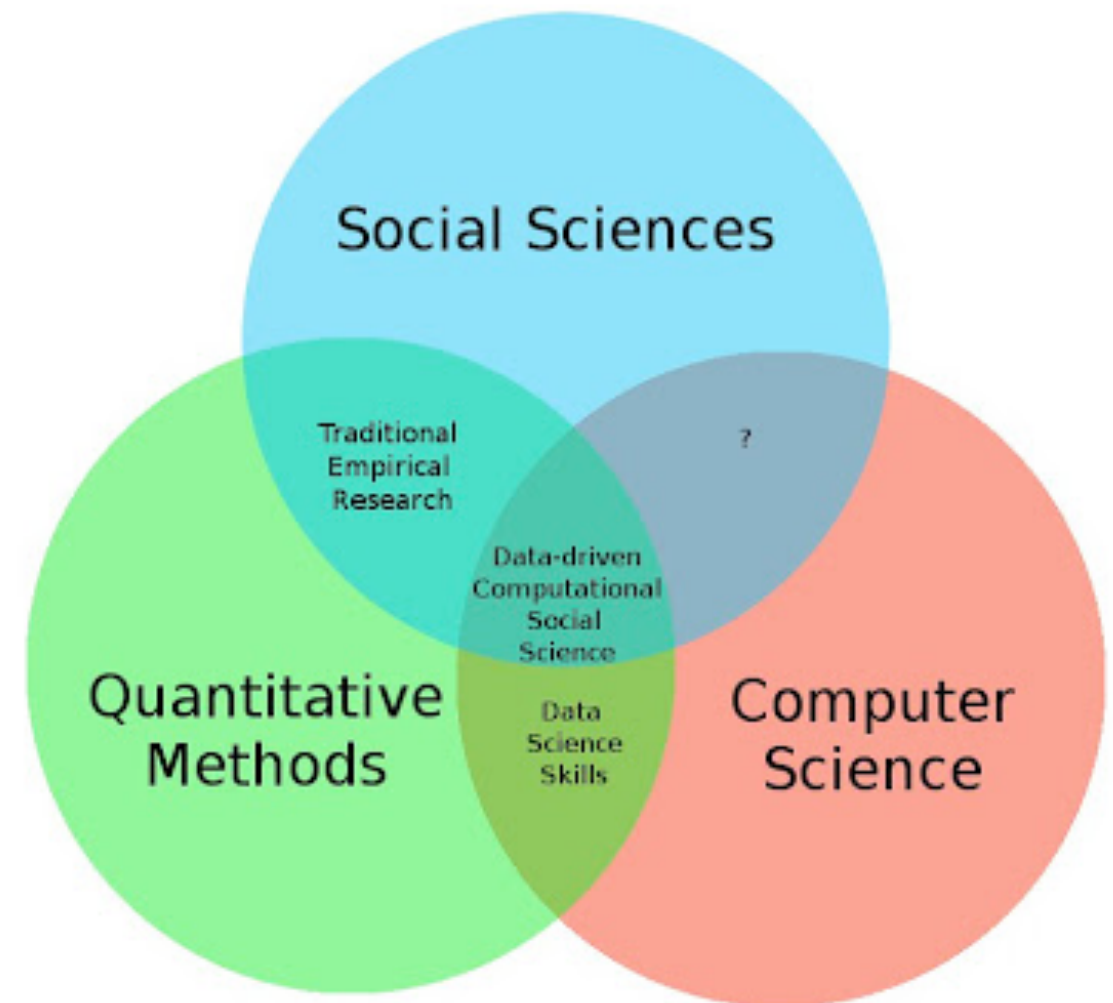 Social Sciences
Traditional
Empirical
Research
?
Data-driven
Computational
Social
Science
Quantitative
Methods
Data
Science
Skills
Computer
Science